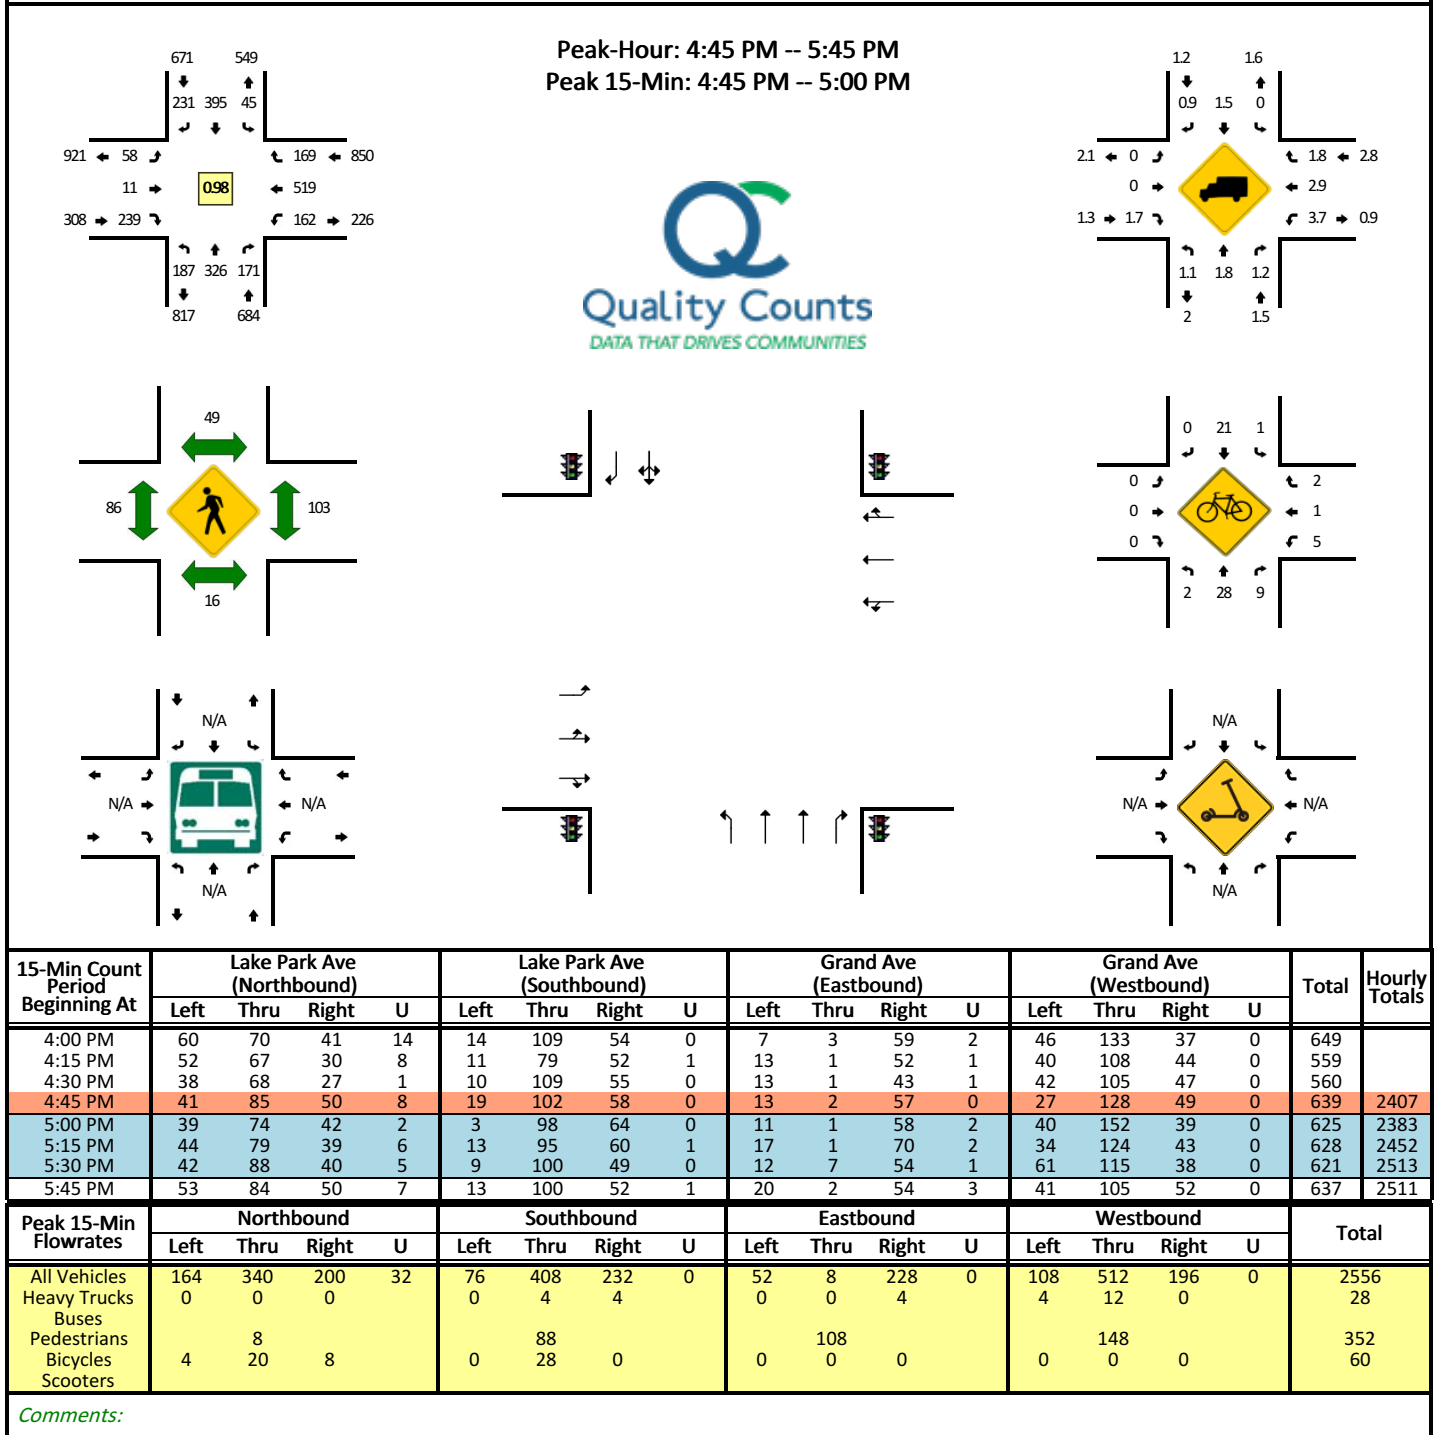 Peak-Hour: 4:45 PM -- 5:45 PM
Peak 15-Min: 4:45 PM -- 5:00 PM
671 549
231 395 45
921 58 169 850
11 0.98 519
308 239 162 226
187 326 171
817 684
1.2 1.6
0.9 1.5 0
2.1 0 1.8 2.8
0 2.9
1.3 1.7 3.7 0.9
1.1 1.8 1.2
2 1.5
QC
Quality Counts
DATA THAT DRIVES COMMUNITIES
49
86 103
16
0 21 1
0 2
0 1
0 5
2 28 9
N/A
N/A N/A
N/A
N/A
N/A N/A
N/A
15-Min Count Period Beginning At Lake Park Ave (Northbound) Lake Park Ave (Southbound) Grand Ave (Eastbound) Grand Ave (Westbound) Total Hourly Totals
Left Thru Right U Left Thru Right U Left Thru Right U Left Thru Right U
4:00 PM 60 70 41 14 14 109 54 0 7 3 59 2 46 133 37 0 649
4:15 PM 52 67 30 8 11 79 52 1 13 1 52 1 40 108 44 0 559
4:30 PM 38 68 27 1 10 109 55 0 13 1 43 1 42 105 47 0 560
4:45 PM 41 85 50 8 19 102 58 0 13 2 57 0 27 128 49 0 639 2407
5:00 PM 39 74 42 2 3 98 64 0 11 1 58 2 40 152 39 0 625 2383
5:15 PM 44 79 39 6 13 95 60 1 17 1 70 2 34 124 43 0 628 2452
5:30 PM 42 88 40 5 9 100 49 0 12 7 54 1 61 115 38 0 621 2513
5:45 PM 53 84 50 7 13 100 52 1 20 2 54 3 41 105 52 0 637 2511
Peak 15-Min Flowrates Northbound Southbound Eastbound Westbound Total
Left Thru Right U Left Thru Right U Left Thru Right U Left Thru Right U
All Vehicles 164 340 200 32 76 408 232 0 52 8 228 0 108 512 196 0 2556
Heavy Trucks 0 0 0 0 4 4 0 0 4 4 12 0 28
Buses
Pedestrians 8 88 108 148 352
Bicycles 4 20 8 0 28 0 0 0 0 0 0 0 60
Scooters
Comments: